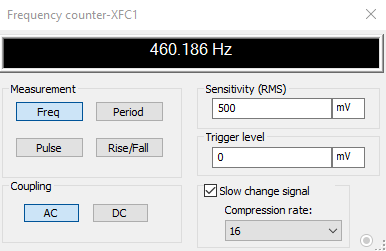 Frequency counter-XFC1
460.186 Hz
Measurement
Freq
Period
Pulse
Rise/Fall
Coupling
AC
DC
Sensitivity (RMS)
500
mV
Trigger level
0
mV
Slow change signal
Compression rate:
16